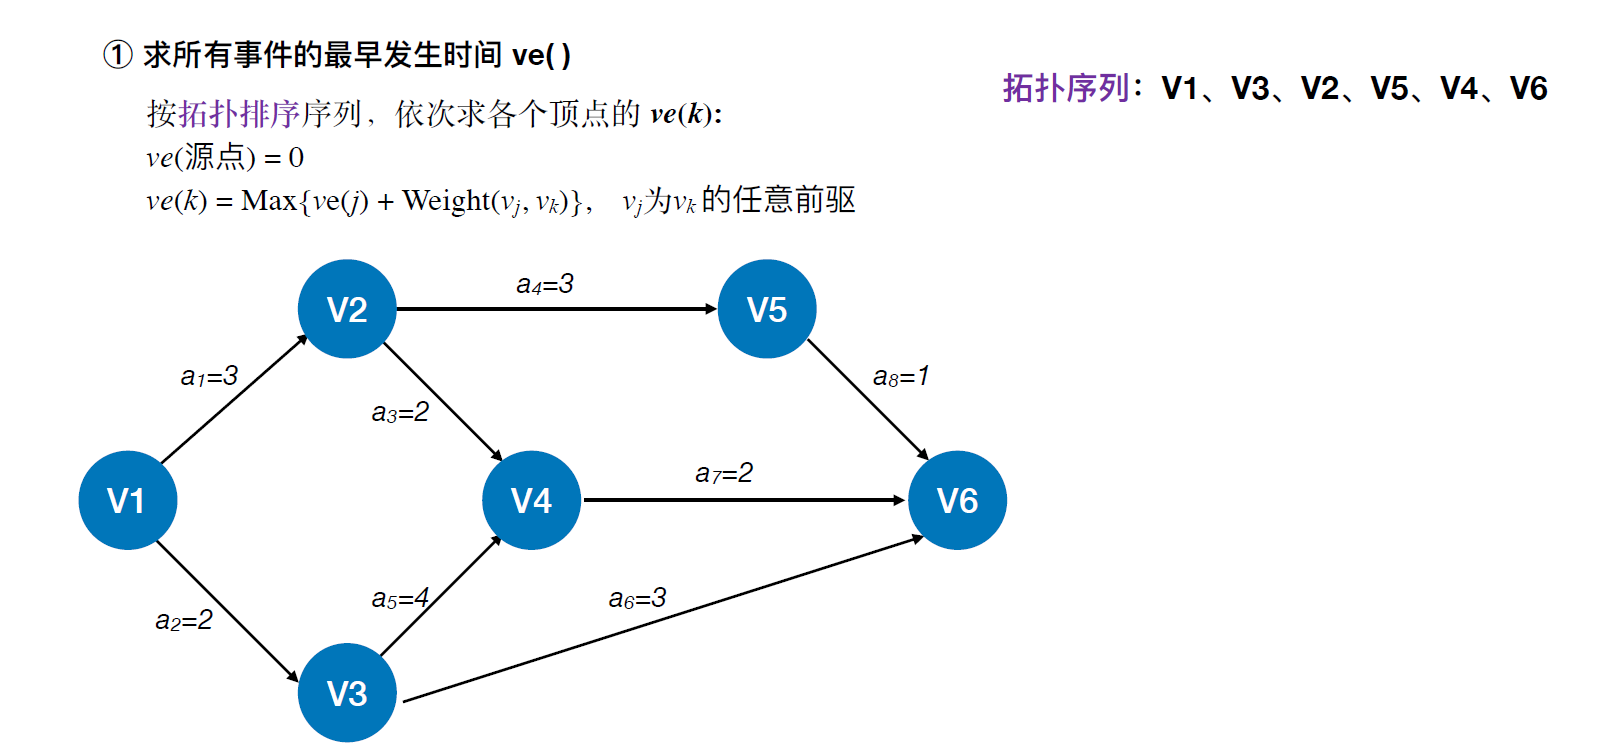 ① 求所有事件的最早发生时间 ve( )
拓扑序列：V1、V3、V2、V5、V4、V6
按拓扑排序序列，依次求各个顶点的 ve(k):
ve(源点) = 0
ve(k) = Max{ve(j) + Weight(vj, vk)}, vj为vk 的任意前驱
V2
a4=3
V5
a1=3
a3=2
a8=1
V1
V4
a7=2
V6
a2=2
a5=4
a6=3
V3